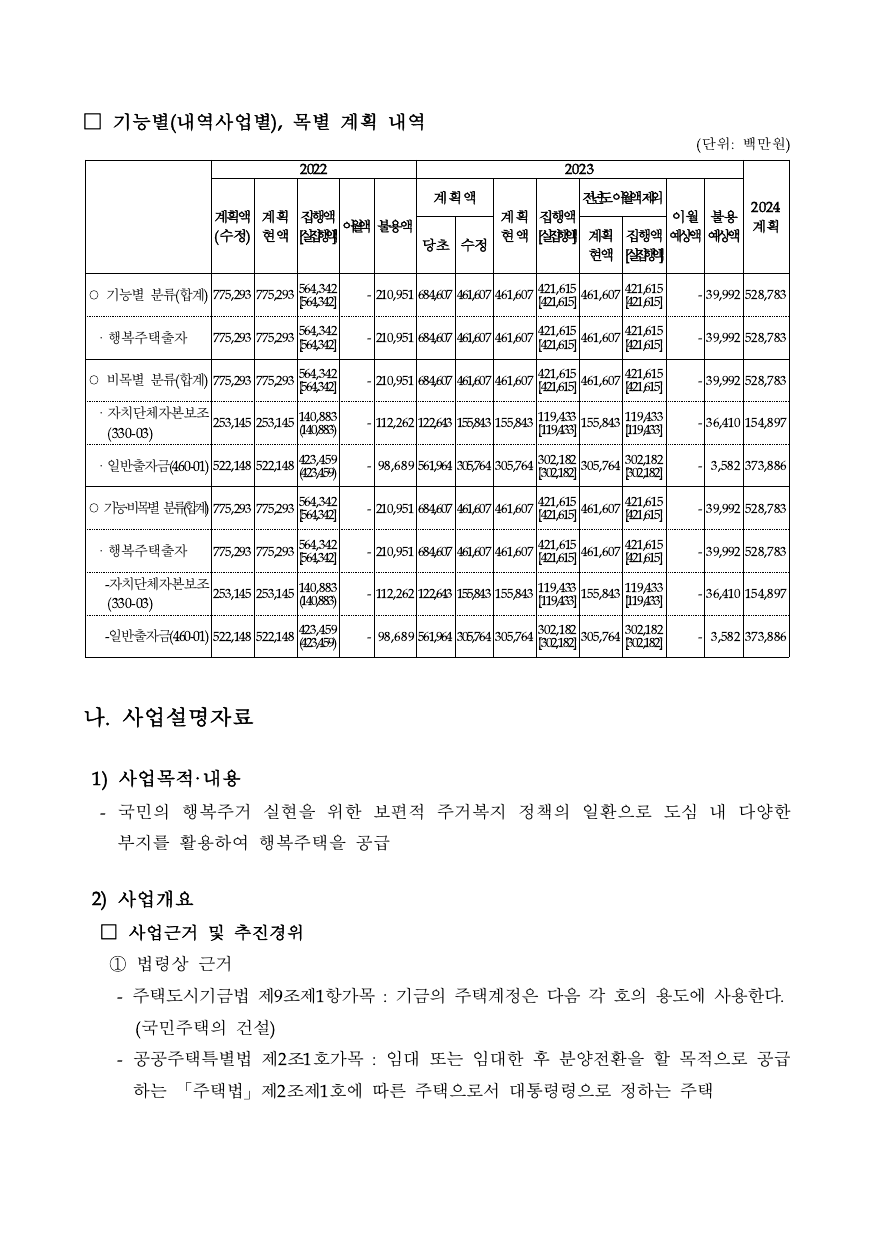 □ 기능별(내역사업별), 목별 계획 내역
(단위: 백만원)
2022 2023 2024 계획
계획액 (수정) 계획 현액 집행액 [실집행액] 이월액 불용액 계획액 계획 현액 집행액 [실집행액] 전년도이월액제외 이월 예상액 불용 예상액
당초 수정 계획 현액 집행액 [실집행액]
○ 기능별 분류(합계) 775,293 775,293 564,342 [564,342] - 210,951 684,607 461,607 461,607 421,615 [421,615] 461,607 421,615 [421,615] - 39,992 528,783
· 행복주택출자 775,293 775,293 564,342 [564,342] - 210,951 684,607 461,607 461,607 421,615 [421,615] 461,607 421,615 [421,615] - 39,992 528,783
○ 비목별 분류(합계) 775,293 775,293 564,342 [564,342] - 210,951 684,607 461,607 461,607 421,615 [421,615] 461,607 421,615 [421,615] - 39,992 528,783
· 자치단체자본보조 (330-03) 253,145 253,145 140,883 (140,883) - 112,262 122,643 155,843 155,843 119,433 [119,433] 155,843 119,433 [119,433] - 36,410 154,897
· 일반출자금(460-01) 522,148 522,148 423,459 (423,459) - 98,689 561,964 305,764 305,764 302,182 [302,182] 305,764 302,182 [302,182] - 3,582 373,886
○ 기능비목별 분류(합계) 775,293 775,293 564,342 [564,342] - 210,951 684,607 461,607 461,607 421,615 [421,615] 461,607 421,615 [421,615] - 39,992 528,783
· 행복주택출자 775,293 775,293 564,342 [564,342] - 210,951 684,607 461,607 461,607 421,615 [421,615] 461,607 421,615 [421,615] - 39,992 528,783
-자치단체자본보조 (330-03) 253,145 253,145 140,883 (140,883) - 112,262 122,643 155,843 155,843 119,433 [119,433] 155,843 119,433 [119,433] - 36,410 154,897
-일반출자금(460-01) 522,148 522,148 423,459 (423,459) - 98,689 561,964 305,764 305,764 302,182 [302,182] 305,764 302,182 [302,182] - 3,582 373,886
나. 사업설명자료
1) 사업목적·내용
- 국민의 행복주거 실현을 위한 보편적 주거복지 정책의 일환으로 도심 내 다양한
부지를 활용하여 행복주택을 공급
2) 사업개요
□ 사업근거 및 추진경위
① 법령상 근거
- 주택도시기금법 제9조제1항가목 : 기금의 주택계정은 다음 각 호의 용도에 사용한다.
(국민주택의 건설)
- 공공주택특별법 제2조1호가목 : 임대 또는 임대한 후 분양전환을 할 목적으로 공급
하는 「주택법」제2조제1호에 따른 주택으로서 대통령령으로 정하는 주택